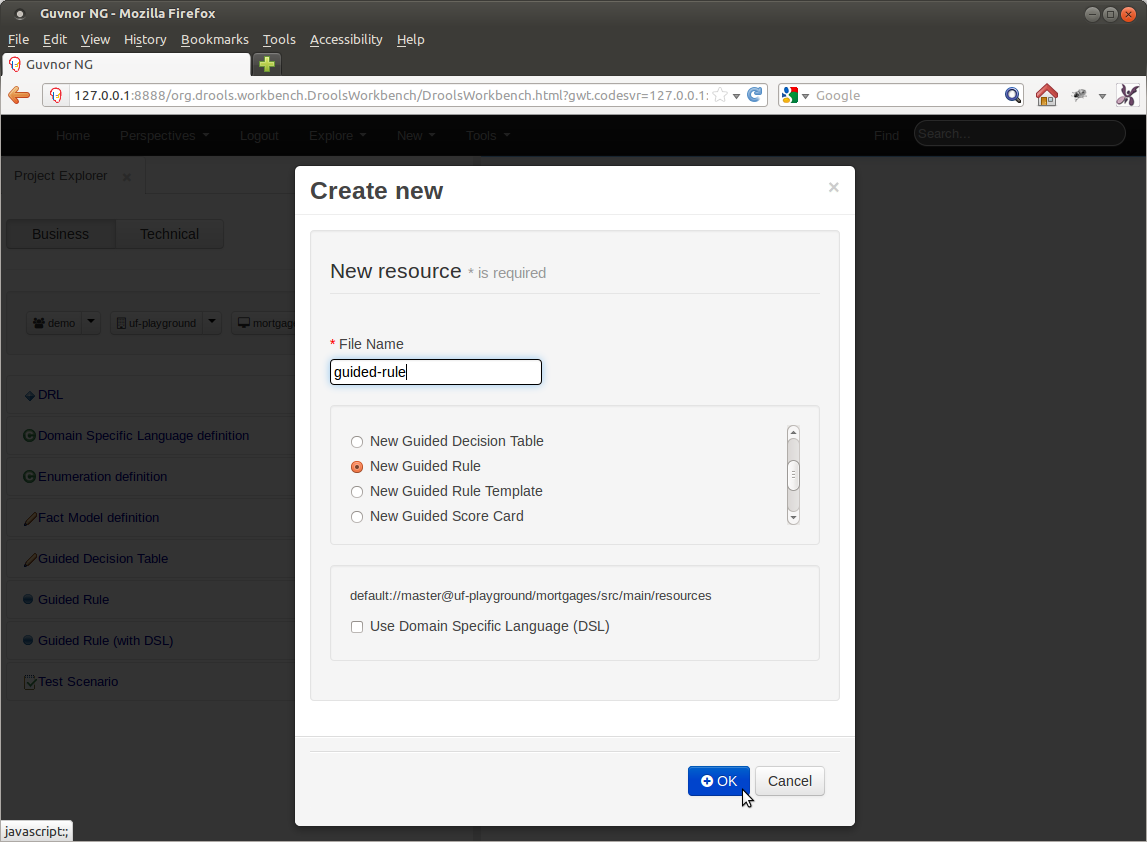 Guvnor NG - Mozilla Firefox
File Edit View History Bookmarks Tools Accessibility Help
Guvnor NG
127.0.0.1:8888/org.drools.workbench.DroolsWorkbench/DroolsWorkbench.html?gwt.codesvr=127.0.0.1:
Google
Home Perspectives Logout Explore New Tools Find Search...
Project Explorer
Business Technical
demo uf-playground mortgage
DRL
Domain Specific Language definition
Enumeration definition
Fact Model definition
Guided Decision Table
Guided Rule
Guided Rule (with DSL)
Test Scenario
Create new ×
New resource * is required
* File Name
guided-rule
New Guided Decision Table
New Guided Rule
New Guided Rule Template
New Guided Score Card
default://master@uf-playground/mortgages/src/main/resources
Use Domain Specific Language (DSL)
OK Cancel
javascript:;